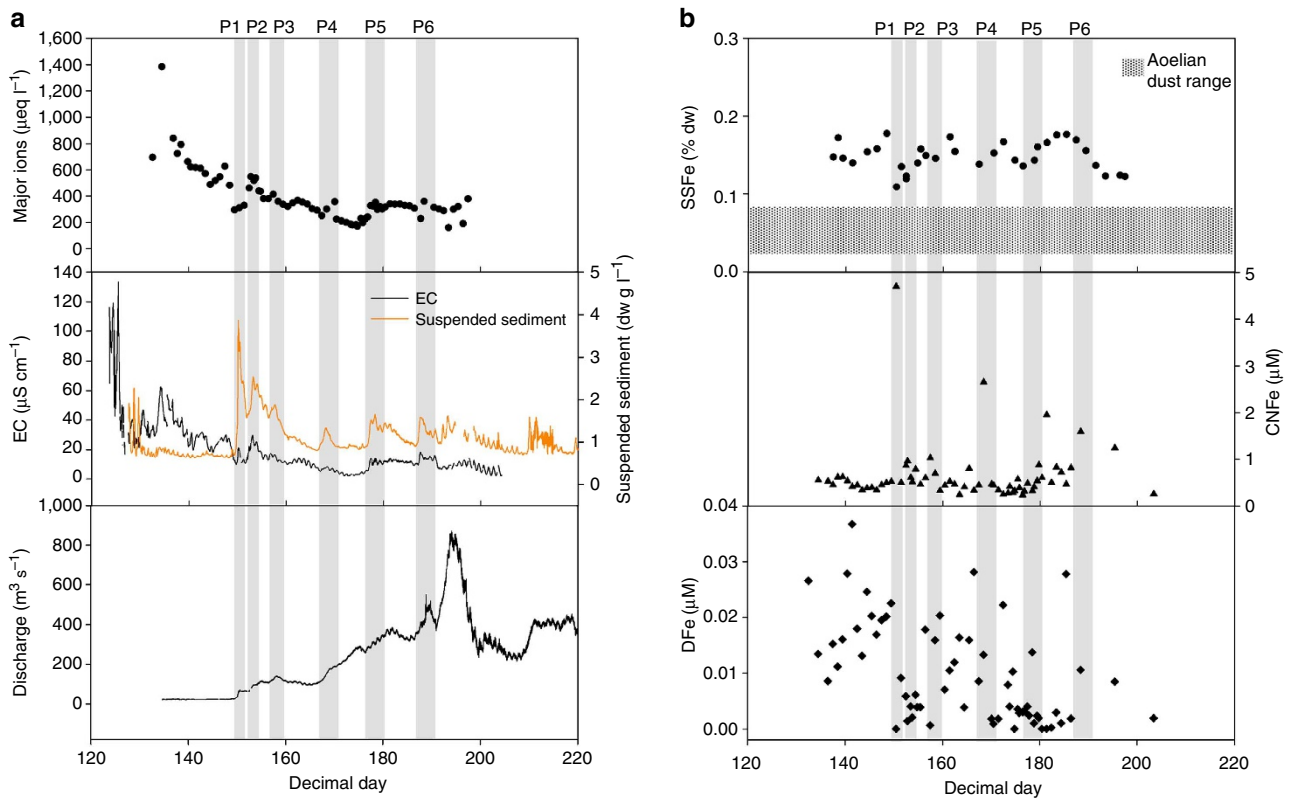 a
P1 P2 P3 P4 P5 P6
1,600
1,400
1,200
1,000
800
600
400
200
0
Major ions (µeq l⁻¹)
140
120
100
80
60
40
20
0
EC (µS cm⁻¹)
EC
Suspended sediment
5
4
3
2
1
0
Suspended sediment (dw g l⁻¹)
1,000
800
600
400
200
0
Discharge (m³ s⁻¹)
120 140 160 180 200 220
Decimal day
b
P1 P2 P3 P4 P5 P6
0.3
0.2
0.1
0.0
SSFe (% dw)
Aoelian
dust range
5
4
3
2
1
0
CNFe (µM)
0.04
0.03
0.02
0.01
0.00
DFe (µM)
120 140 160 180 200 220
Decimal day